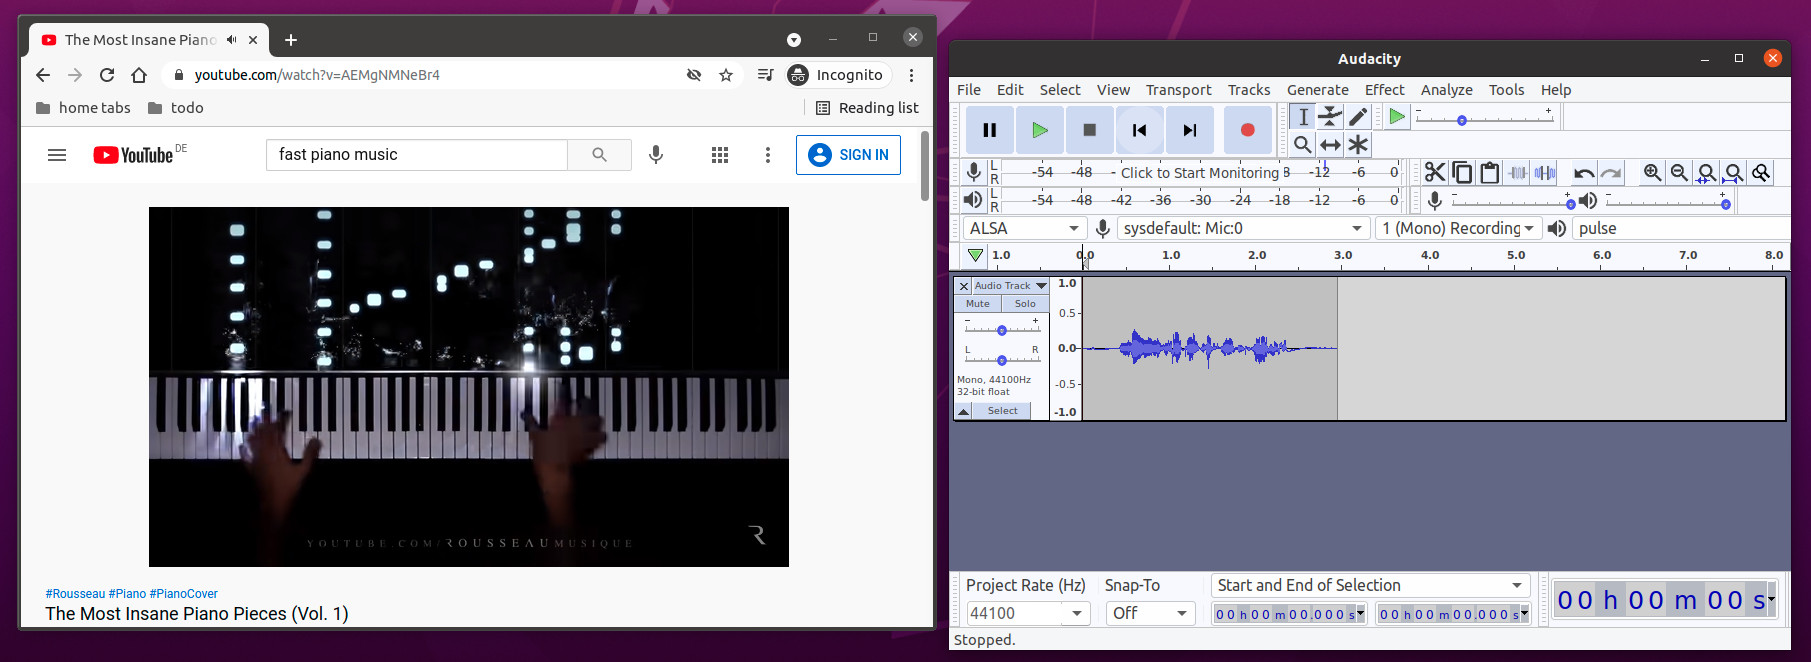 The Most Insane Piano
youtube.com/watch?v=AEMgNMNeBr4
Incognito
home tabs
todo
Reading list
YouTube DE
fast piano music
SIGN IN
YOUTUBE.COM/ROUSSEAUMUSIQUE
R
#Rousseau #Piano #PianoCover
The Most Insane Piano Pieces (Vol. 1)
Audacity
File Edit Select View Transport Tracks Generate Effect Analyze Tools Help
- +
L R -54 -48 - Click to Start Monitoring 8 -12 -6 0
L R -54 -48 -42 -36 -30 -24 -18 -12 -6 0
- + - +
ALSA sysdefault: Mic:0 1 (Mono) Recording pulse
1.0 0.0 1.0 2.0 3.0 4.0 5.0 6.0 7.0 8.0
Audio Track
Mute Solo
- +
L R
Mono, 44100Hz
32-bit float
Select
1.0
0.5
0.0
-0.5
-1.0
Project Rate (Hz) Snap-To Start and End of Selection
44100 Off 00 h 00 m 00.000 s 00 h 00 m 00.000 s
00 h 00 m 00 s
Stopped.